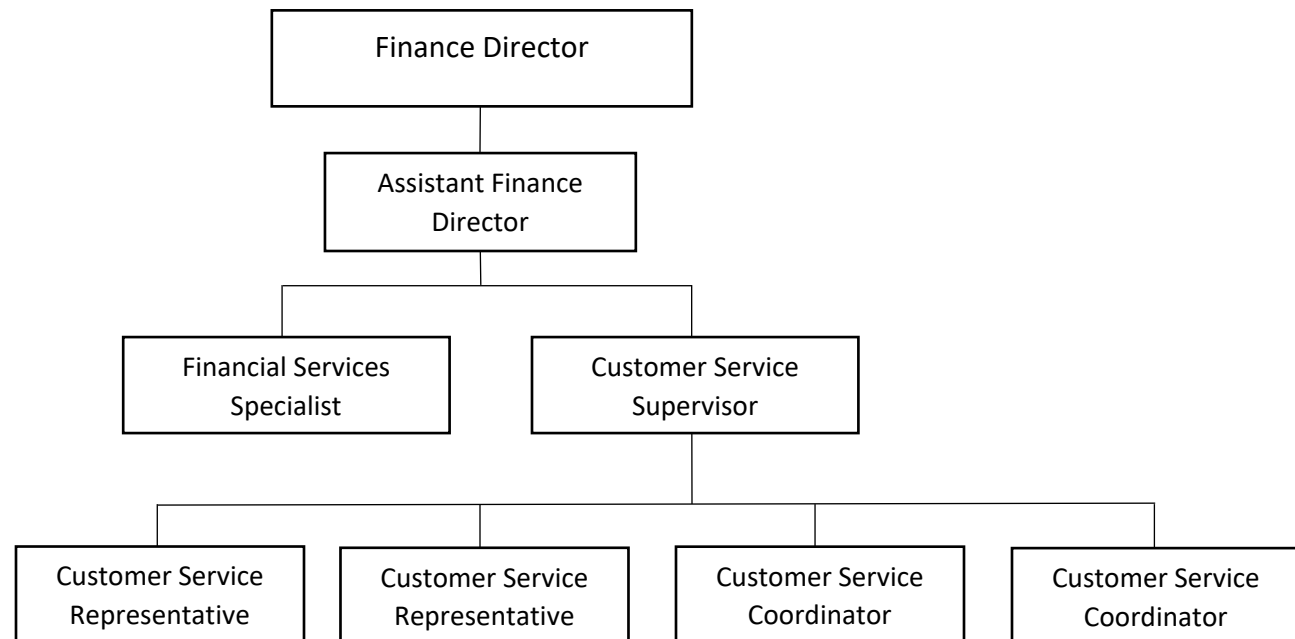 Finance Director
Assistant Finance
Director
Financial Services
Specialist
Customer Service
Supervisor
Customer Service
Representative
Customer Service
Representative
Customer Service
Coordinator
Customer Service
Coordinator